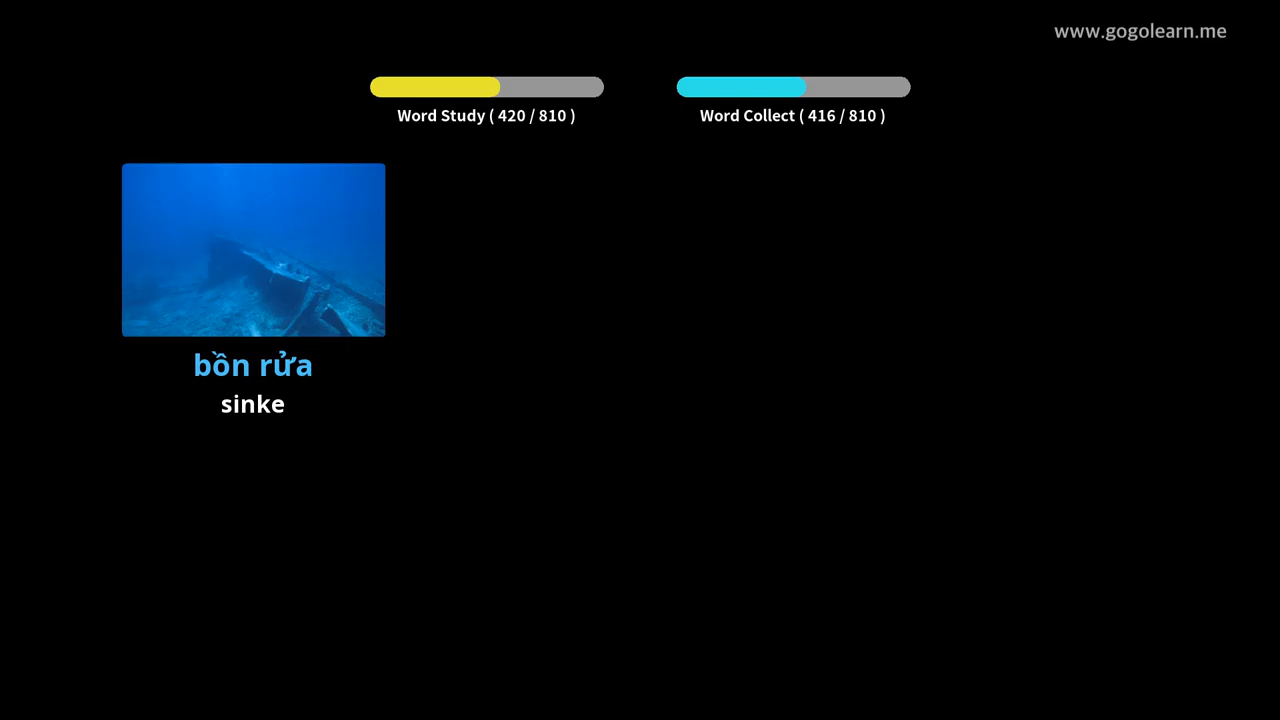 www.gogolearn.me
Word Study ( 420 / 810 )
Word Collect ( 416 / 810 )
bồn rửa
sinke